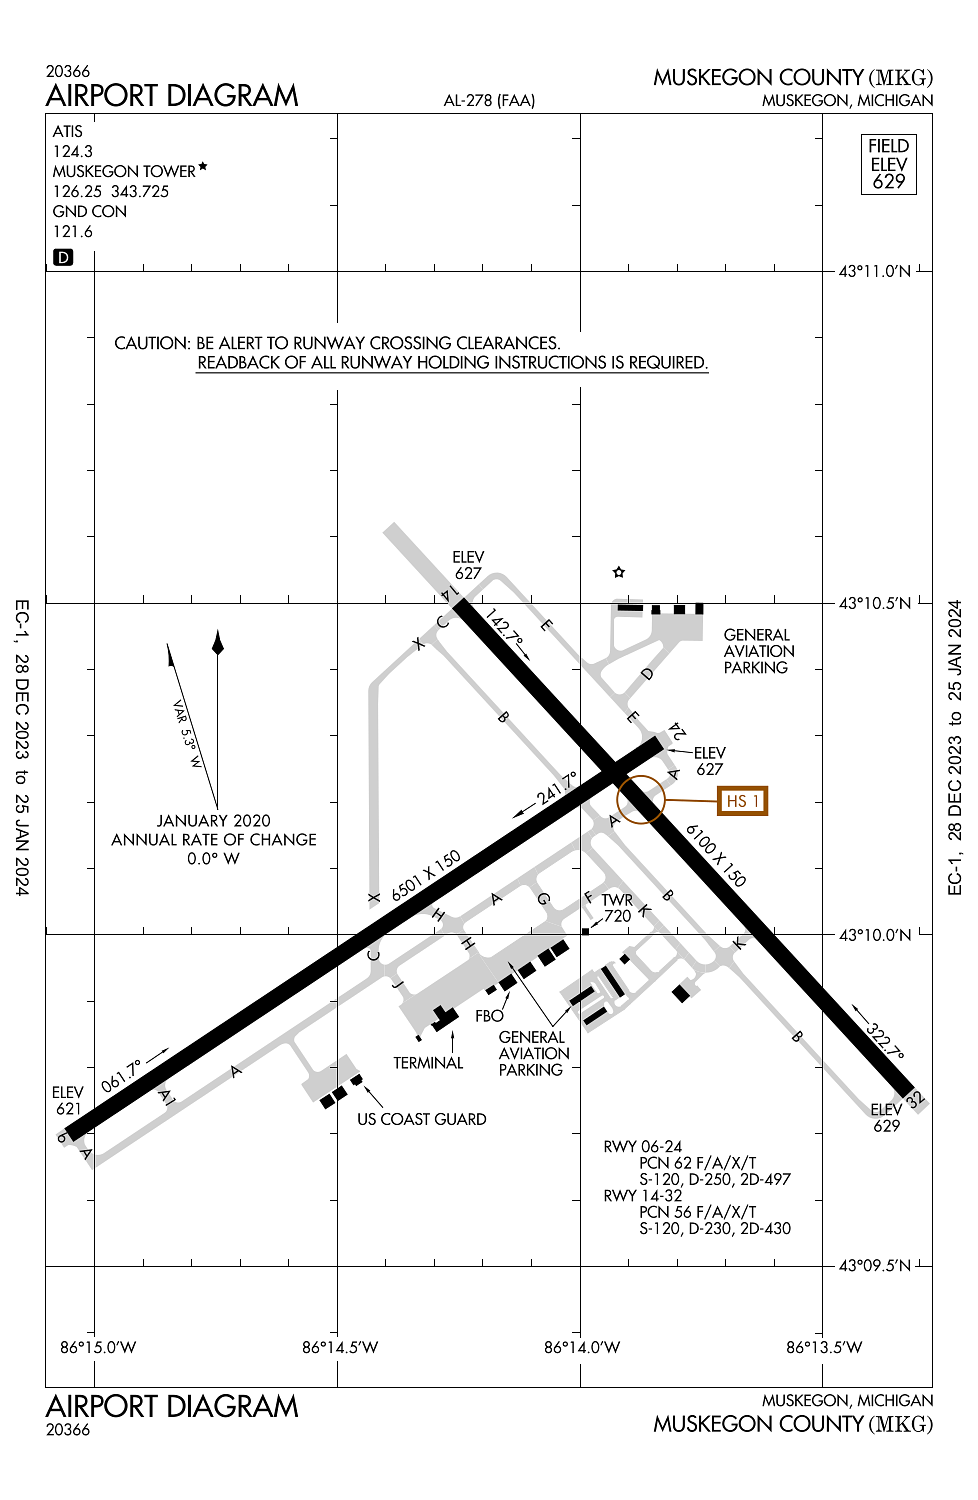 20366
AIRPORT DIAGRAM
AL-278 (FAA)
MUSKEGON COUNTY (MKG)
MUSKEGON, MICHIGAN
ATIS
124.3
MUSKEGON TOWER
126.25 343.725
GND CON
121.6
D
FIELD
ELEV
629
43°11.0'N
CAUTION: BE ALERT TO RUNWAY CROSSING CLEARANCES.
READBACK OF ALL RUNWAY HOLDING INSTRUCTIONS IS REQUIRED.
ELEV
627
14
43°10.5'N
C
142.7°
E
X
GENERAL
AVIATION
PARKING
D
VAR 5.3° W
B
E
24
ELEV
627
A
241.7°
HS 1
JANUARY 2020
ANNUAL RATE OF CHANGE
0.0° W
A
6501 X 150
6100 X 150
X
H
A
G
F
K
B
TWR
720
43°10.0'N
H
K
C
J
FBO
GENERAL
AVIATION
PARKING
TERMINAL
B
322.7°
061.7°
A
A1
ELEV
621
6
A
US COAST GUARD
32
ELEV
629
RWY 06-24
PCN 62 F/A/X/T
S-120, D-250, 2D-497
RWY 14-32
PCN 56 F/A/X/T
S-120, D-230, 2D-430
43°09.5'N
86°15.0'W
86°14.5'W
86°14.0'W
86°13.5'W
AIRPORT DIAGRAM
20366
MUSKEGON, MICHIGAN
MUSKEGON COUNTY (MKG)
EC-1, 28 DEC 2023 to 25 JAN 2024
EC-1, 28 DEC 2023 to 25 JAN 2024